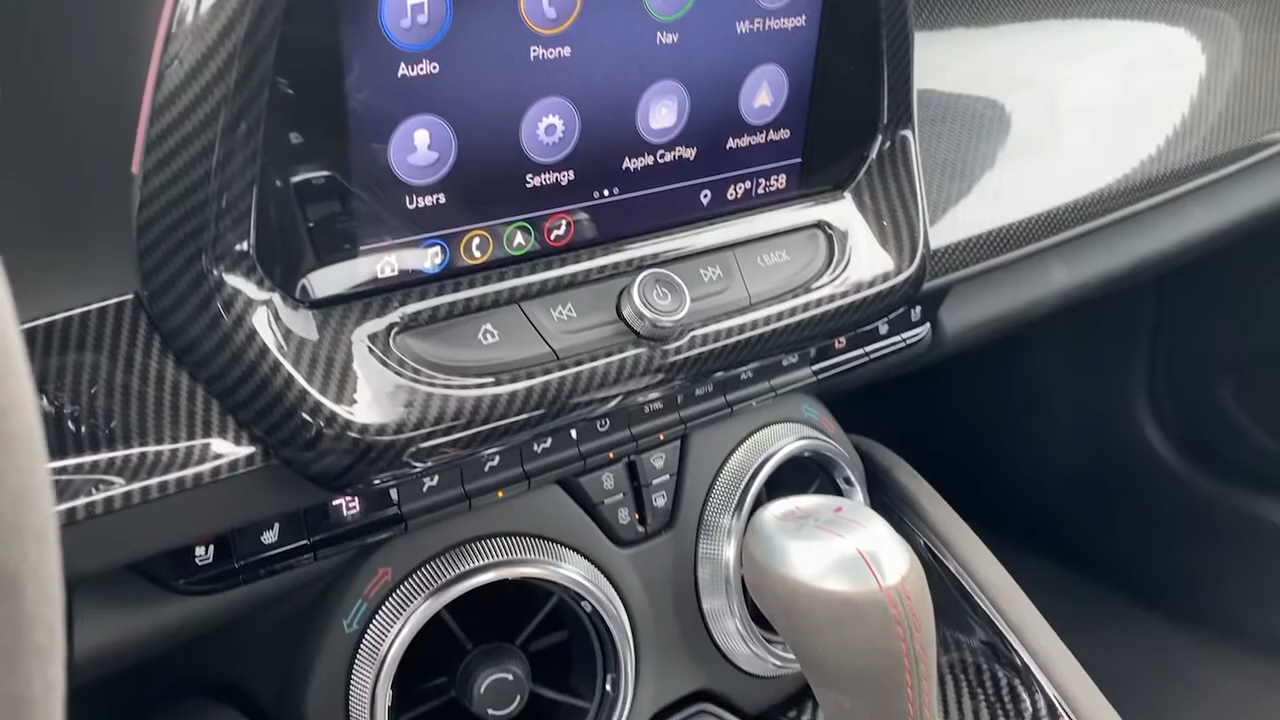 Audio
Phone
Nav
Wi-Fi Hotspot
Users
Settings
Apple CarPlay
Android Auto
69° 2:58
BACK
SYNC
AUTO
A/C
73